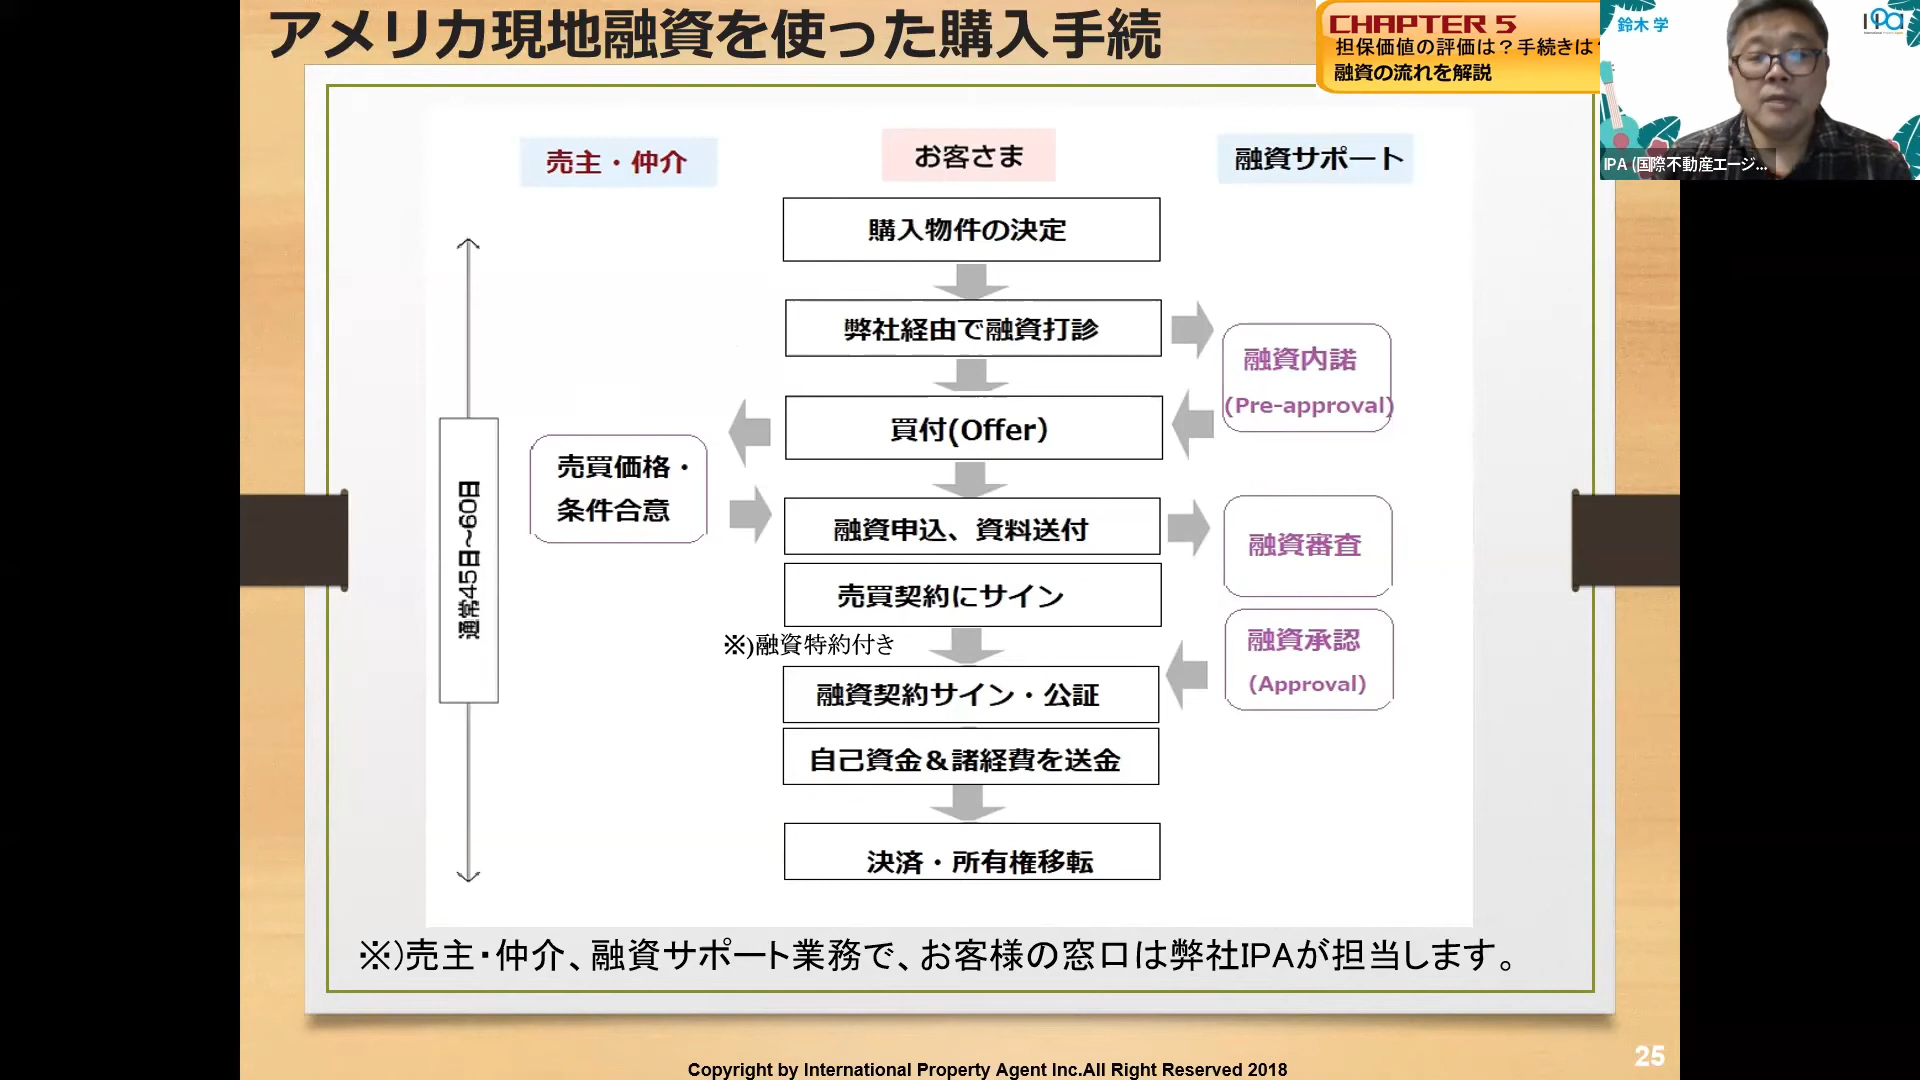 アメリカ現地融資を使った購入手続
CHAPTER 5
担保価値の評価は？手続きは？
融資の流れを解説
鈴木 学
IPA
IPA (国際不動産エージ...
売主・仲介
お客さま
融資サポート
購入物件の決定
弊社経由で融資打診
融資内諾
(Pre-approval)
買付(Offer）
売買価格・
条件合意
融資申込、資料送付
融資審査
通常45日～60日
売買契約にサイン
※)融資特約付き
融資承認
(Approval)
融資契約サイン・公証
自己資金＆諸経費を送金
決済・所有権移転
※)売主・仲介、融資サポート業務で、お客様の窓口は弊社IPAが担当します。
25
Copyright by International Property Agent Inc.All Right Reserved 2018